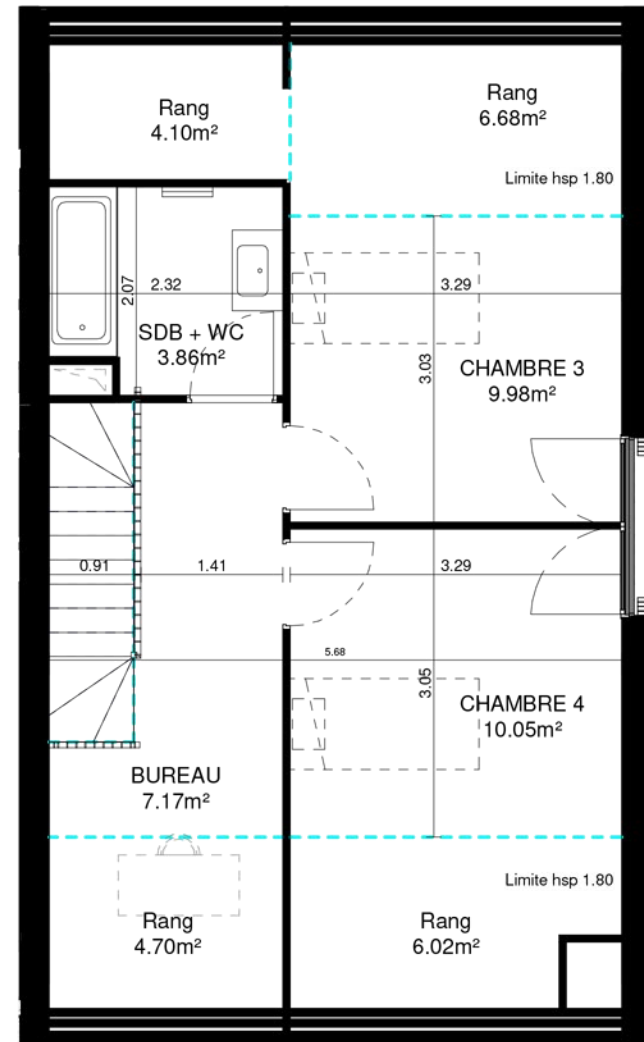 Rang
4.10m²
Rang
6.68m²
Limite hsp 1.80
2.07
2.32
3.29
SDB + WC
3.86m²
3.03
CHAMBRE 3
9.98m²
0.91
1.41
3.29
5.68
3.05
CHAMBRE 4
10.05m²
BUREAU
7.17m²
Limite hsp 1.80
Rang
4.70m²
Rang
6.02m²